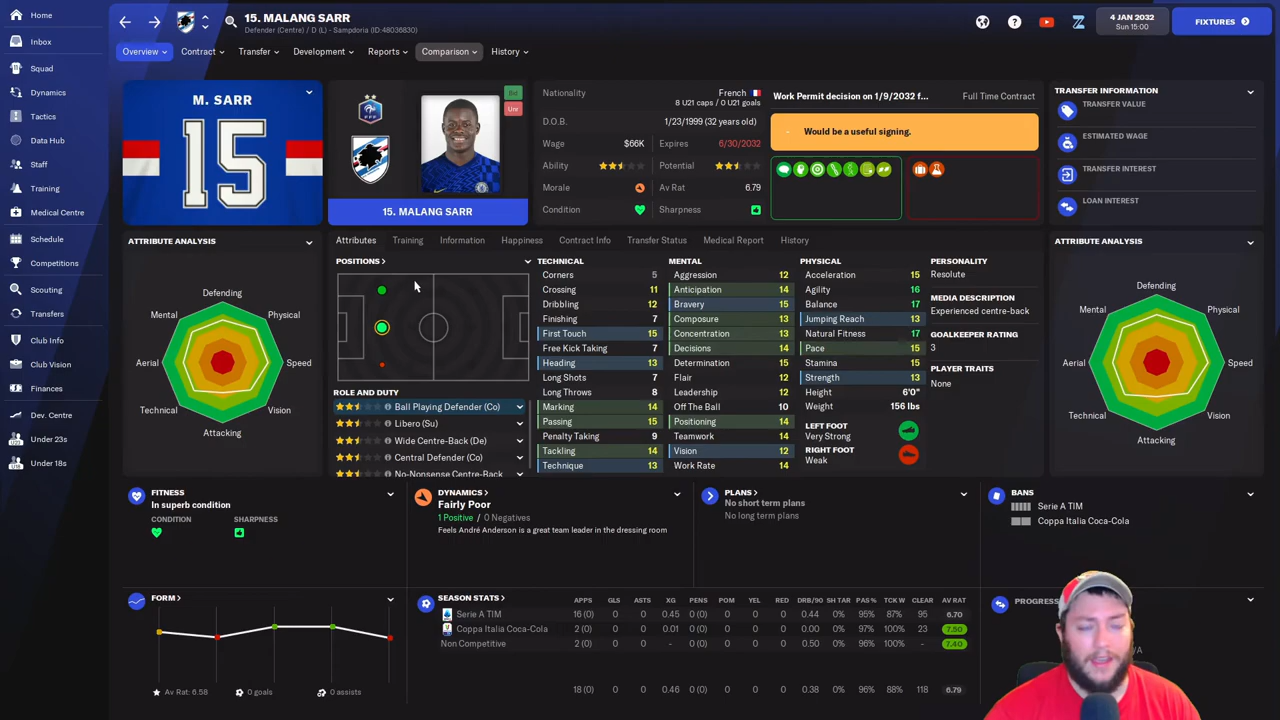 Home
Inbox
Squad
Dynamics
Tactics
Data Hub
Staff
Training
Medical Centre
Schedule
Competitions
Scouting
Transfers
Club Info
Club Vision
Finances
Dev. Centre
Under 23s
Under 18s
15. MALANG SARR
Defender (Centre) / D (L) - Sampdoria (ID:48036830)
4 JAN 2032
Sun 15:00
FIXTURES
Overview
Contract
Transfer
Development
Reports
Comparison
History
M. SARR
15
FFF
Bid
Unr
15. MALANG SARR
Nationality
French
8 U21 caps / 0 U21 goals
D.O.B.
1/23/1999 (32 years old)
Wage
$66K
Expires
6/30/2032
Ability
Potential
Morale
Av Rat
6.79
Condition
Sharpness
Work Permit decision on 1/9/2032 f...
Full Time Contract
- Would be a useful signing.
TRANSFER INFORMATION
TRANSFER VALUE
ESTIMATED WAGE
TRANSFER INTEREST
LOAN INTEREST
ATTRIBUTE ANALYSIS
Defending
Mental
Physical
Aerial
Speed
Technical
Vision
Attacking
Attributes
Training
Information
Happiness
Contract Info
Transfer Status
Medical Report
History
POSITIONS
ROLE AND DUTY
Ball Playing Defender (Co)
Libero (Su)
Wide Centre-Back (De)
Central Defender (Co)
No-Nonsense Centre-Back
TECHNICAL
Corners 5
Crossing 11
Dribbling 12
Finishing 7
First Touch 15
Free Kick Taking 7
Heading 13
Long Shots 7
Long Throws 8
Marking 14
Passing 15
Penalty Taking 9
Tackling 14
Technique 13
MENTAL
Aggression 12
Anticipation 14
Bravery 15
Composure 13
Concentration 13
Decisions 14
Determination 15
Flair 12
Leadership 12
Off The Ball 10
Positioning 14
Teamwork 14
Vision 12
Work Rate 14
PHYSICAL
Acceleration 15
Agility 16
Balance 17
Jumping Reach 13
Natural Fitness 17
Pace 15
Stamina 15
Strength 13
Height 6'0"
Weight 156 lbs
LEFT FOOT
Very Strong
RIGHT FOOT
Weak
PERSONALITY
Resolute
MEDIA DESCRIPTION
Experienced centre-back
GOALKEEPER RATING
3
PLAYER TRAITS
None
ATTRIBUTE ANALYSIS
Defending
Mental
Physical
Aerial
Speed
Technical
Vision
Attacking
FITNESS
In superb condition
CONDITION
SHARPNESS
DYNAMICS
Fairly Poor
1 Positive / 0 Negatives
Feels André Anderson is a great team leader in the dressing room
PLANS
No short term plans
No long term plans
BANS
Serie A TIM
Coppa Italia Coca-Cola
FORM
Av Rat: 6.58
0 goals
0 assists
SEASON STATS
APPS GLS ASTS XG PENS POM YEL RED DRB/90 SH TAR PAS % TCK W CLEAR AV RAT
Serie A TIM 16 (0) 0 0 0.45 0 (0) 0 0 0 0.44 0% 96% 87% 95 6.70
Coppa Italia Coca-Cola 2 (0) 0 0 0.01 0 (0) 0 0 0 0.00 0% 97% 100% 23 7.50
Non Competitive 2 (0) 0 0 - 0 (0) 0 0 0 0.50 0% 96% 100% - 7.40
18 (0) 0 0 0.46 0 (0) 0 0 0 0.38 0% 96% 88% 118 6.79
PROGRESS